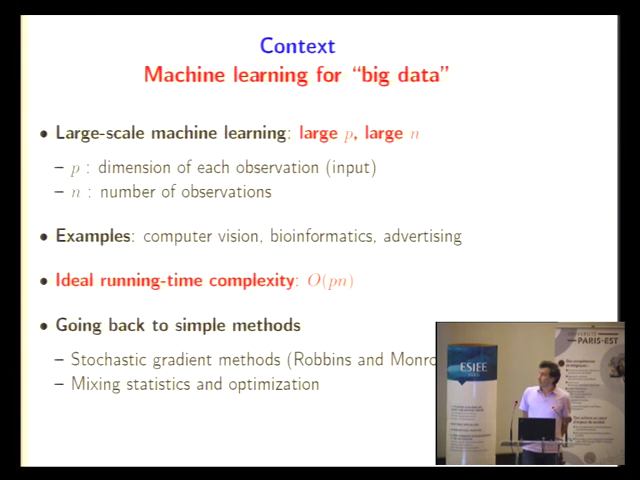 Context
Machine learning for “big data”
• Large-scale machine learning: large p, large n
– p : dimension of each observation (input)
– n : number of observations
• Examples: computer vision, bioinformatics, advertising
• Ideal running-time complexity: O(pn)
• Going back to simple methods
– Stochastic gradient methods (Robbins and Monro
– Mixing statistics and optimization
ESIEE
PARIS
UNIVERSITÉ
PARIS-EST